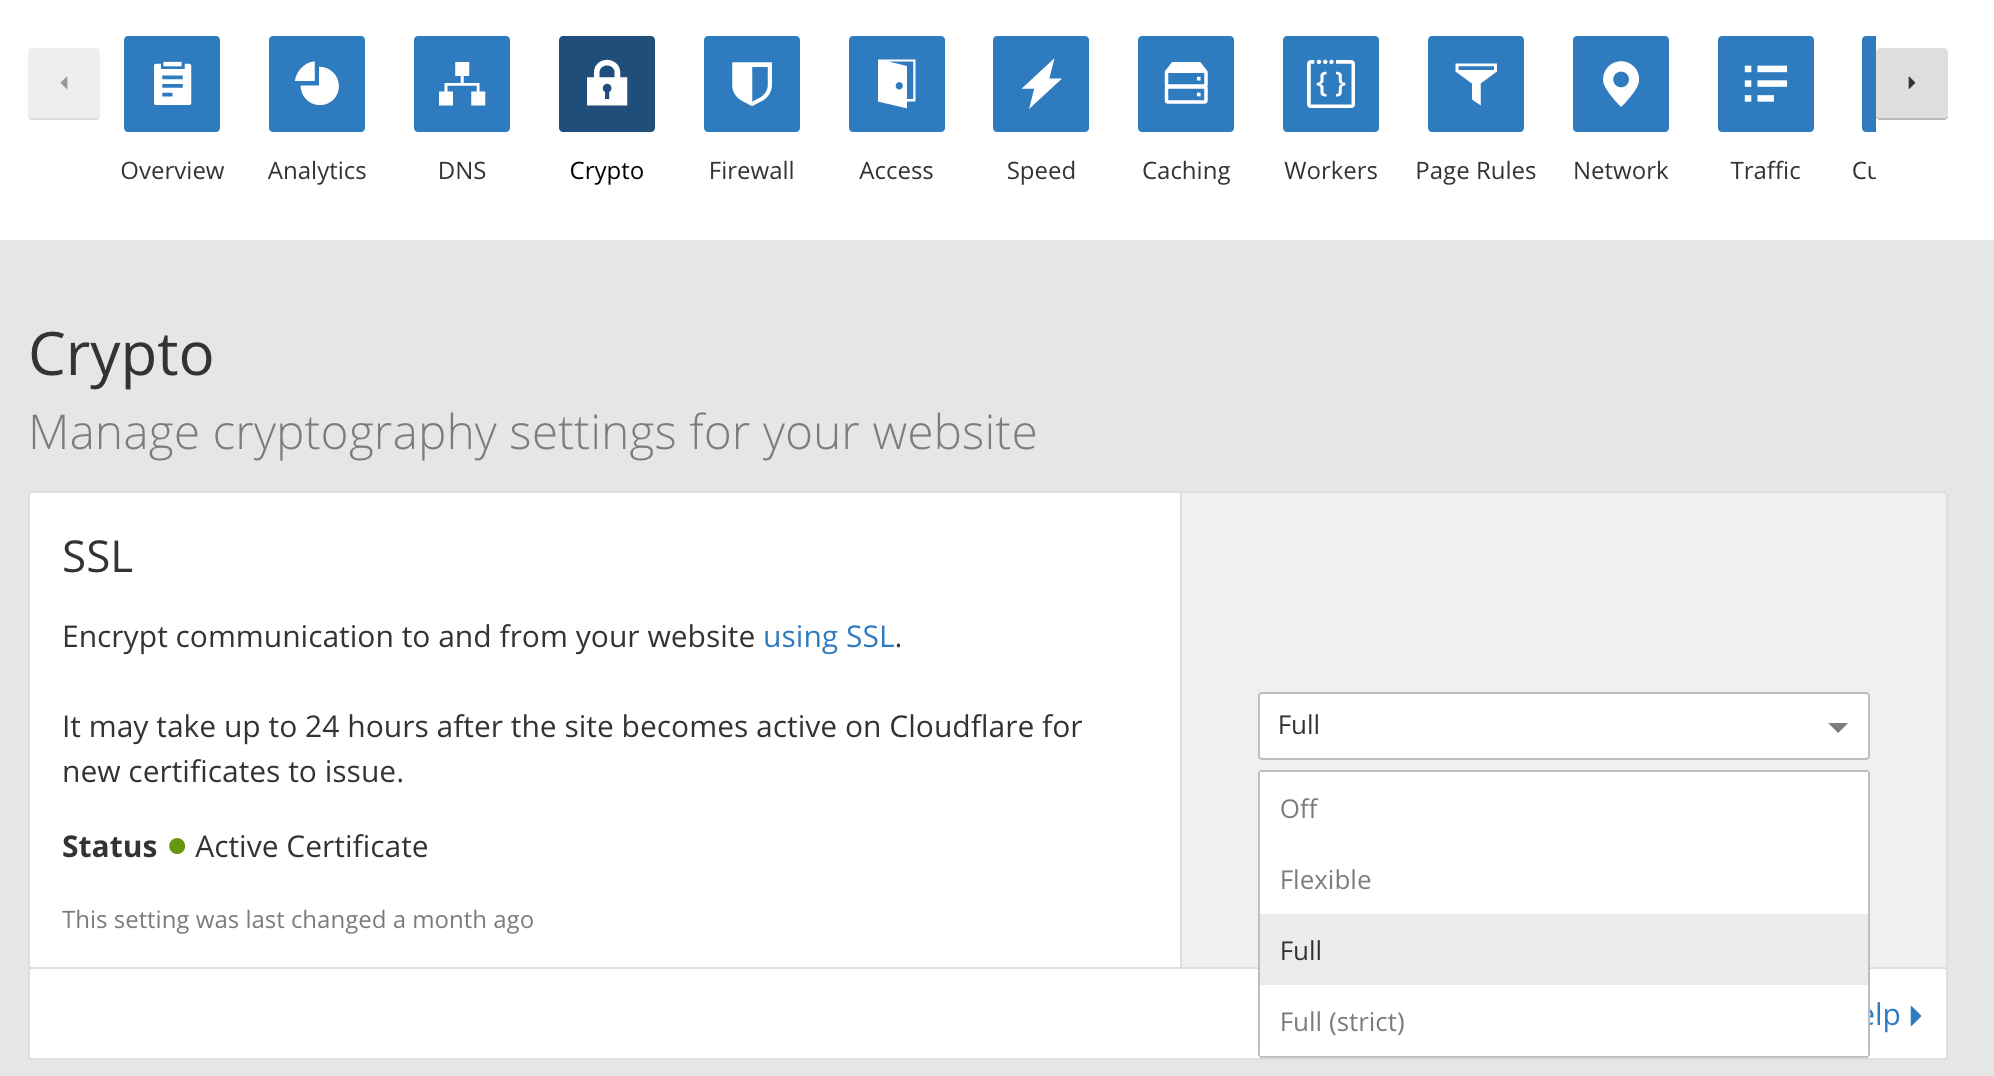 Overview Analytics DNS Crypto Firewall Access Speed Caching Workers Page Rules Network Traffic
Crypto
Manage cryptography settings for your website
SSL
Encrypt communication to and from your website using SSL.
It may take up to 24 hours after the site becomes active on Cloudflare for
new certificates to issue.
Status Active Certificate
This setting was last changed a month ago
Full
Off
Flexible
Full
Full (strict)